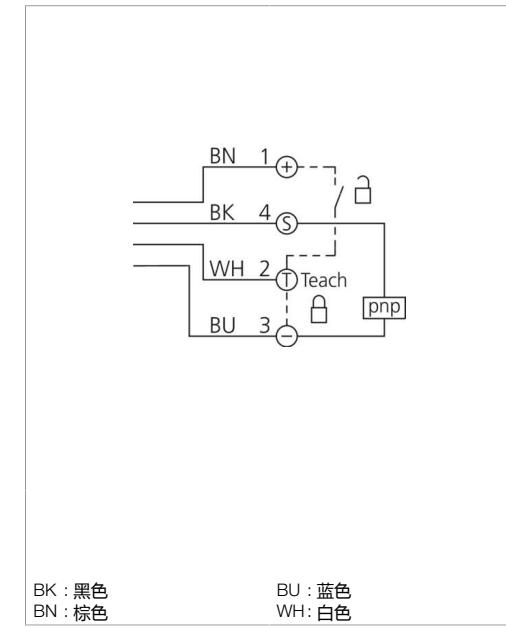 BN 1 +
BK 4 S
WH 2 T Teach
pnp
BU 3 −
BK : 黑色
BN : 棕色
BU : 蓝色
WH : 白色